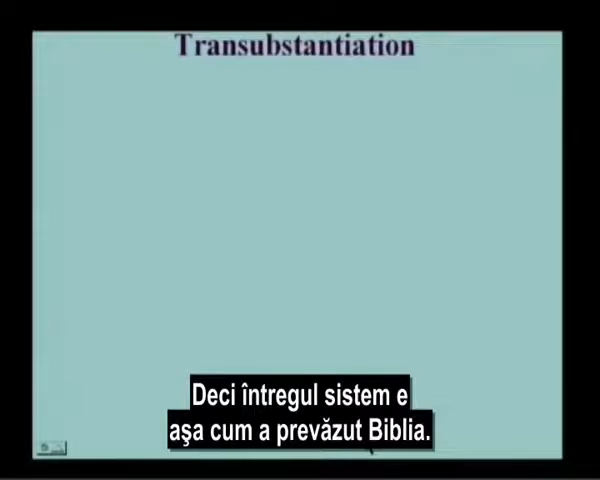 Transubstantiation
Deci întregul sistem e
aşa cum a prevăzut Biblia.